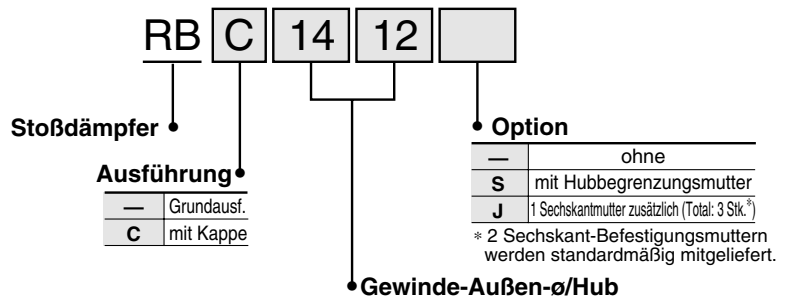 RB C 14 12
Stoßdämpfer
Option
— ohne
S mit Hubbegrenzungsmutter
J 1 Sechskantmutter zusätzlich (Total: 3 Stk.*)
* 2 Sechskant-Befestigungsmuttern
werden standardmäßig mitgeliefert.
Ausführung
— Grundausf.
C mit Kappe
Gewinde-Außen-ø/Hub